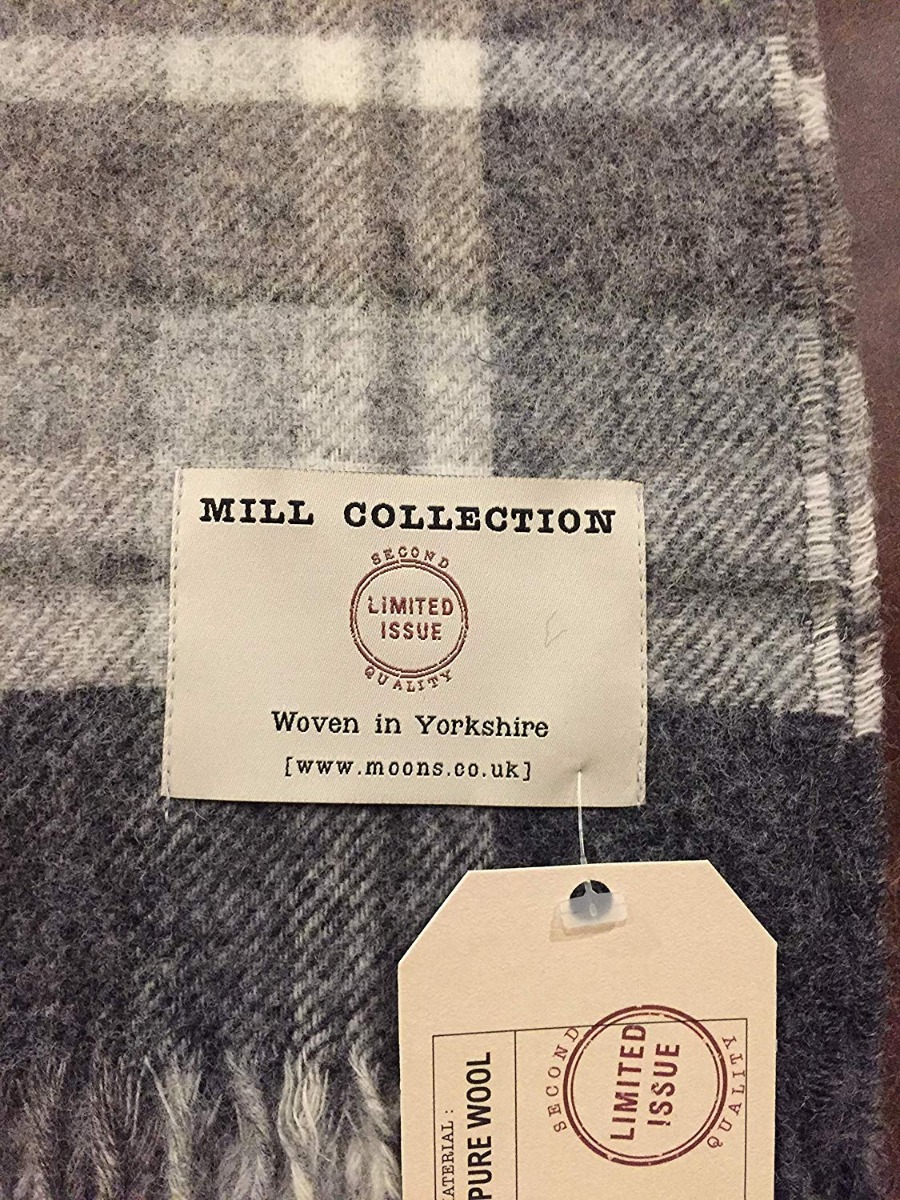 MILL COLLECTION
SECOND
LIMITED
ISSUE
QUALITY
Woven in Yorkshire
[www.moons.co.uk]
SECOND
LIMITED
ISSUE
QUALITY
PURE WOOL